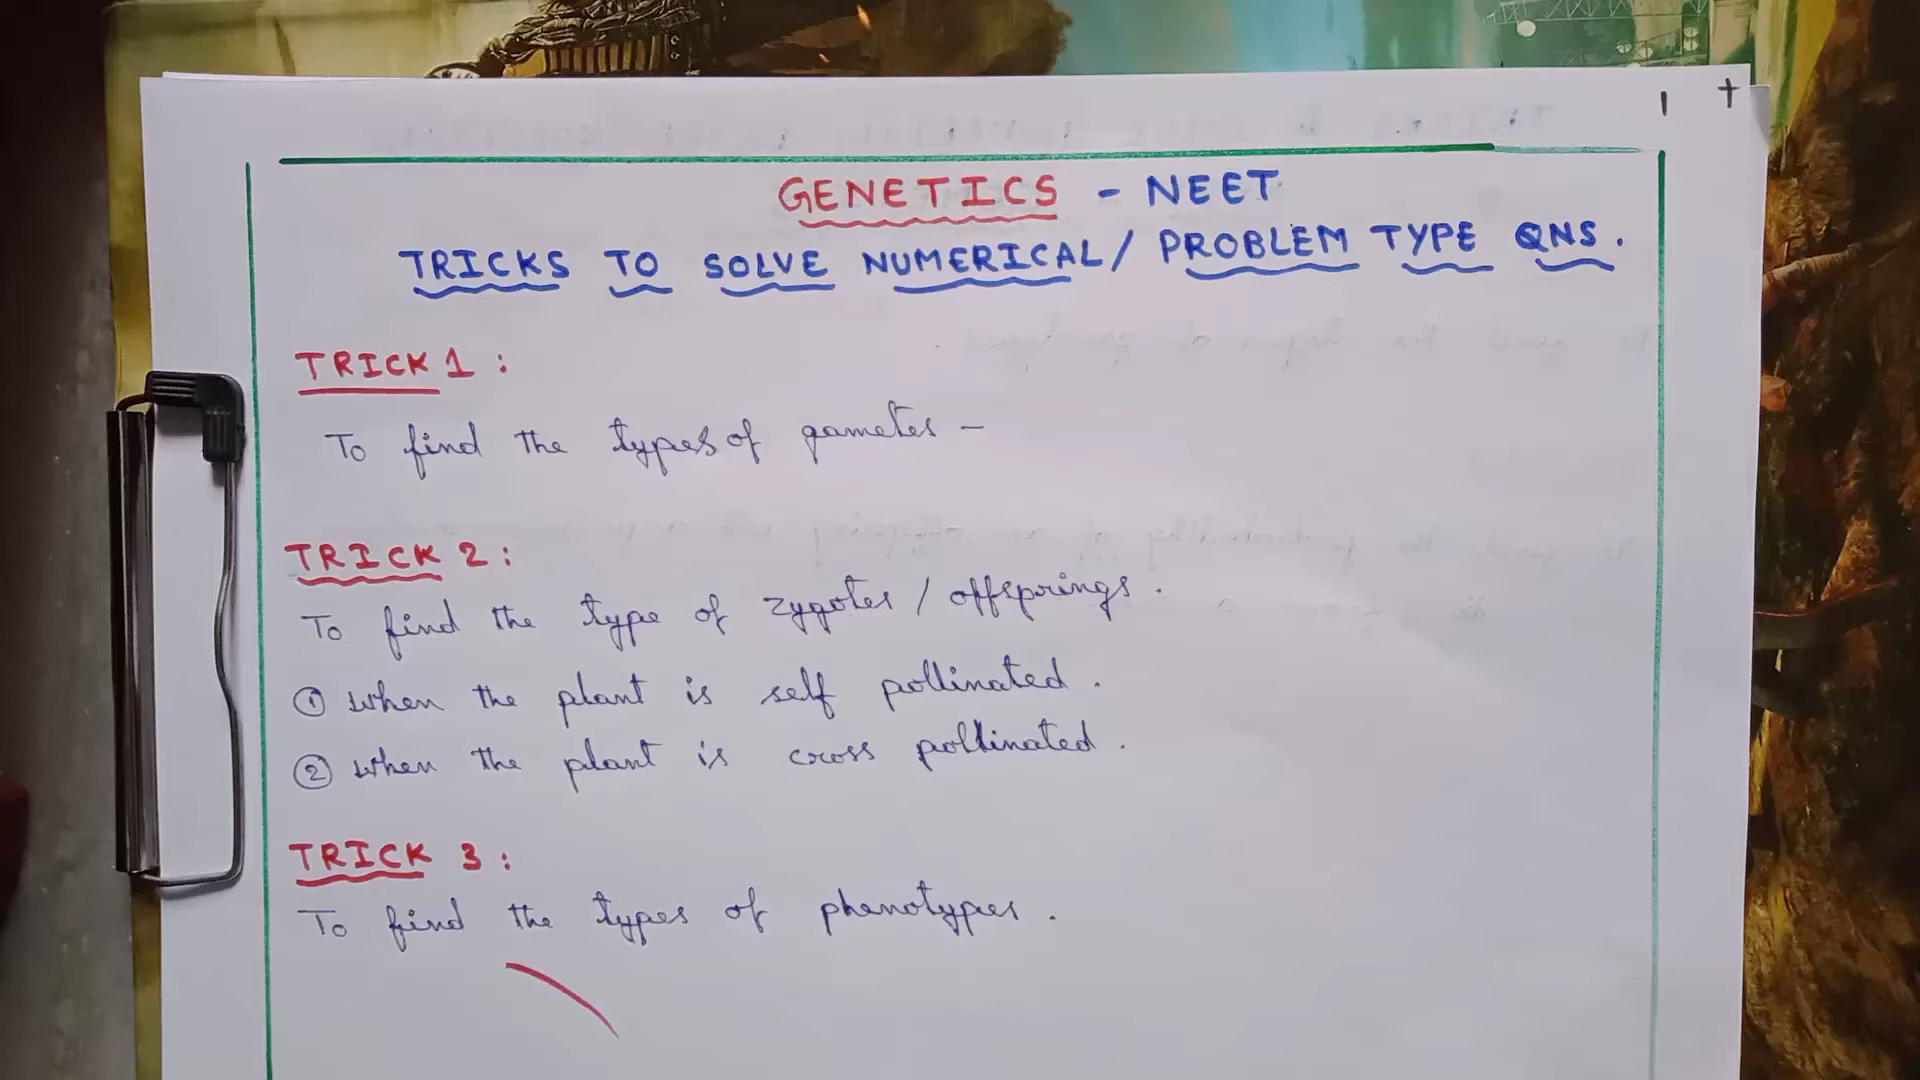 1 +
GENETICS - NEET
TRICKS TO SOLVE NUMERICAL / PROBLEM TYPE QNS.
TRICK 1 :
To find the types of gametes -
TRICK 2 :
To find the type of zygotes / offsprings .
① when the plant is self pollinated .
② when the plant is cross pollinated .
TRICK 3 :
To find the types of phenotypes .